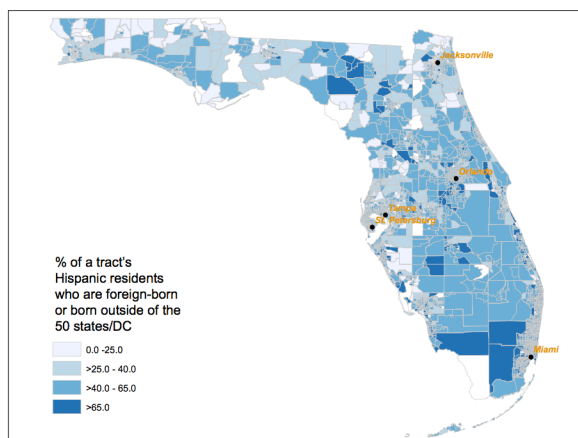 Jacksonville
Orlando
Tampa
St. Petersburg
% of a tract's
Hispanic residents
who are foreign-born
or born outside of the
50 states/DC
0.0 -25.0
>25.0 - 40.0
>40.0 - 65.0
>65.0
Miami